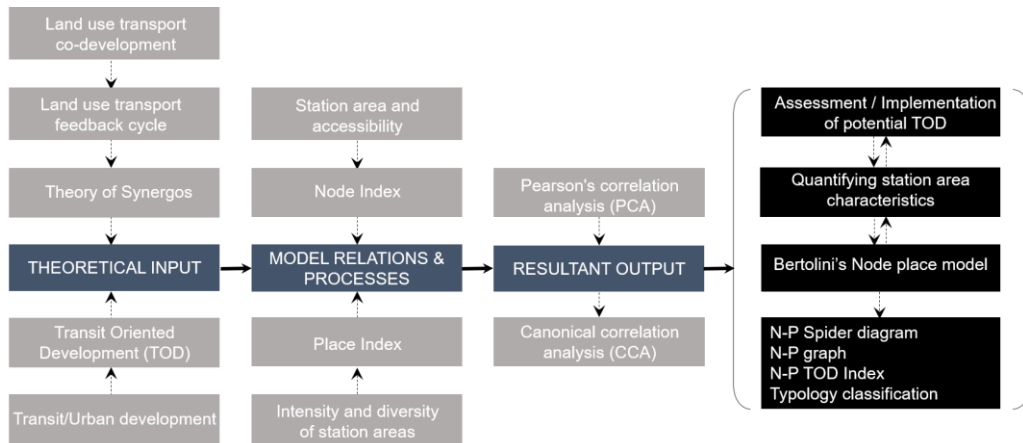 Land use transport
co-development
Land use transport
feedback cycle
Theory of Synergos
THEORETICAL INPUT
Transit Oriented
Development (TOD)
Transit/Urban development
Station area and
accessibility
Node Index
MODEL RELATIONS &
PROCESSES
Place Index
Intensity and diversity
of station areas
Pearson's correlation
analysis (PCA)
RESULTANT OUTPUT
Canonical correlation
analysis (CCA)
Assessment / Implementation
of potential TOD
Quantifying station area
characteristics
Bertolini's Node place model
N-P Spider diagram
N-P graph
N-P TOD Index
Typology classification